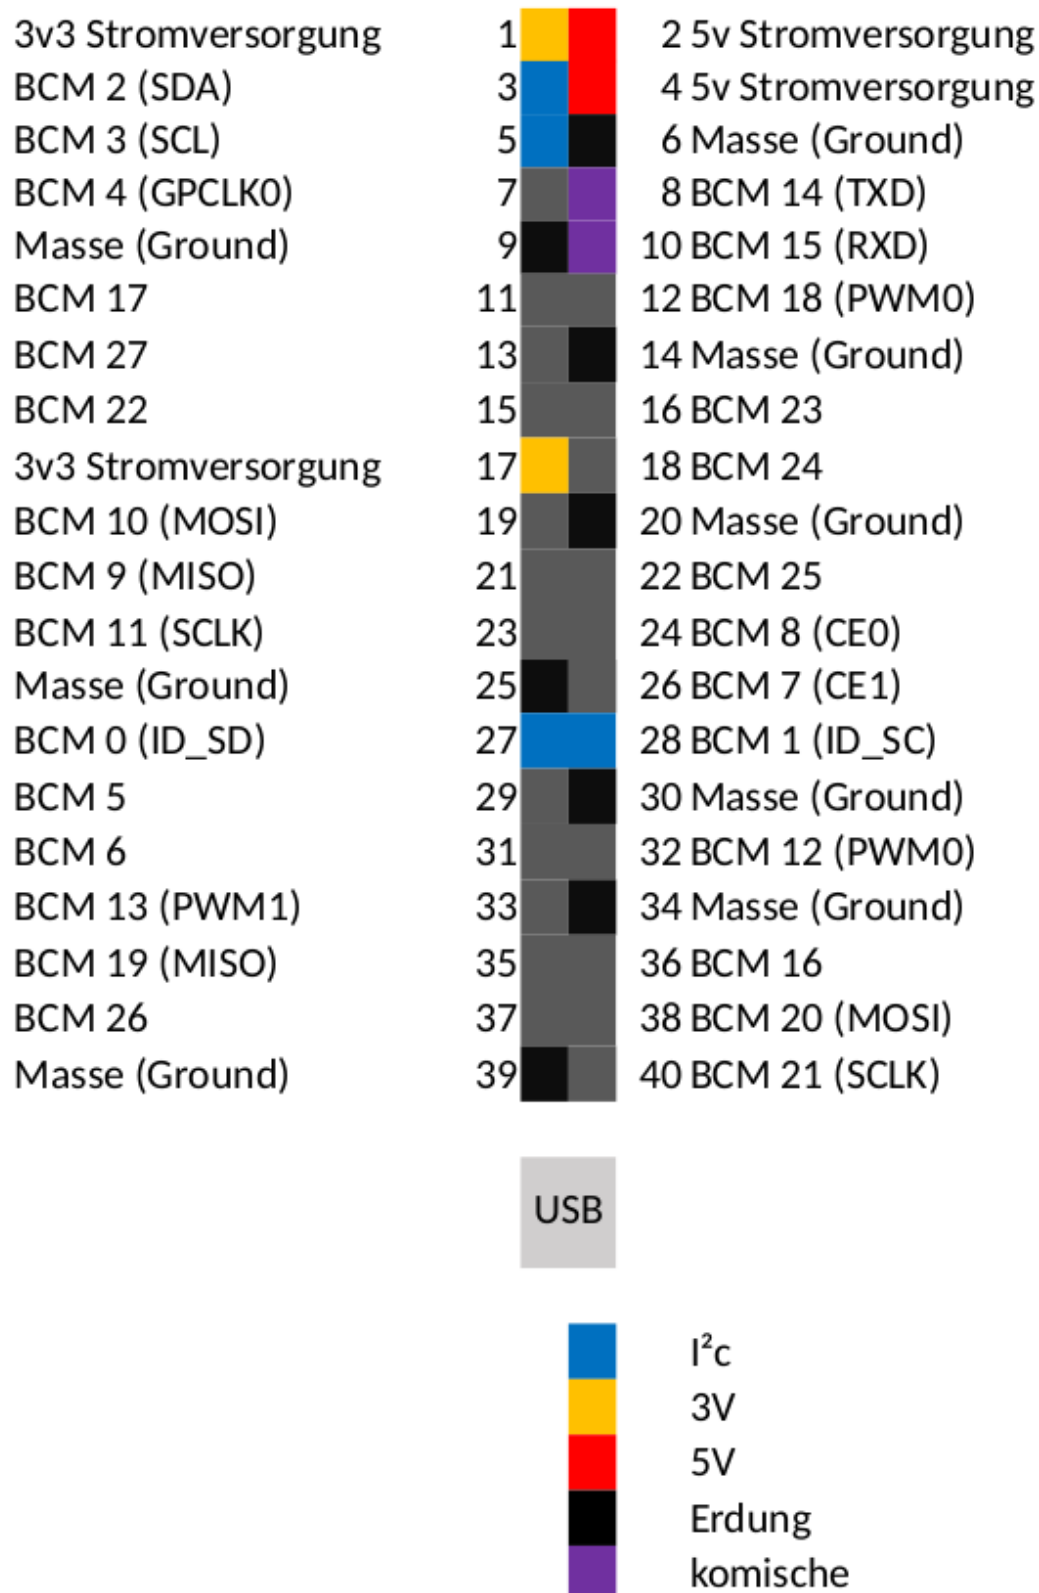 3v3 Stromversorgung 1 2 5v Stromversorgung
BCM 2 (SDA) 3 4 5v Stromversorgung
BCM 3 (SCL) 5 6 Masse (Ground)
BCM 4 (GPCLK0) 7 8 BCM 14 (TXD)
Masse (Ground) 9 10 BCM 15 (RXD)
BCM 17 11 12 BCM 18 (PWM0)
BCM 27 13 14 Masse (Ground)
BCM 22 15 16 BCM 23
3v3 Stromversorgung 17 18 BCM 24
BCM 10 (MOSI) 19 20 Masse (Ground)
BCM 9 (MISO) 21 22 BCM 25
BCM 11 (SCLK) 23 24 BCM 8 (CE0)
Masse (Ground) 25 26 BCM 7 (CE1)
BCM 0 (ID_SD) 27 28 BCM 1 (ID_SC)
BCM 5 29 30 Masse (Ground)
BCM 6 31 32 BCM 12 (PWM0)
BCM 13 (PWM1) 33 34 Masse (Ground)
BCM 19 (MISO) 35 36 BCM 16
BCM 26 37 38 BCM 20 (MOSI)
Masse (Ground) 39 40 BCM 21 (SCLK)
USB
I²c
3V
5V
Erdung
komische